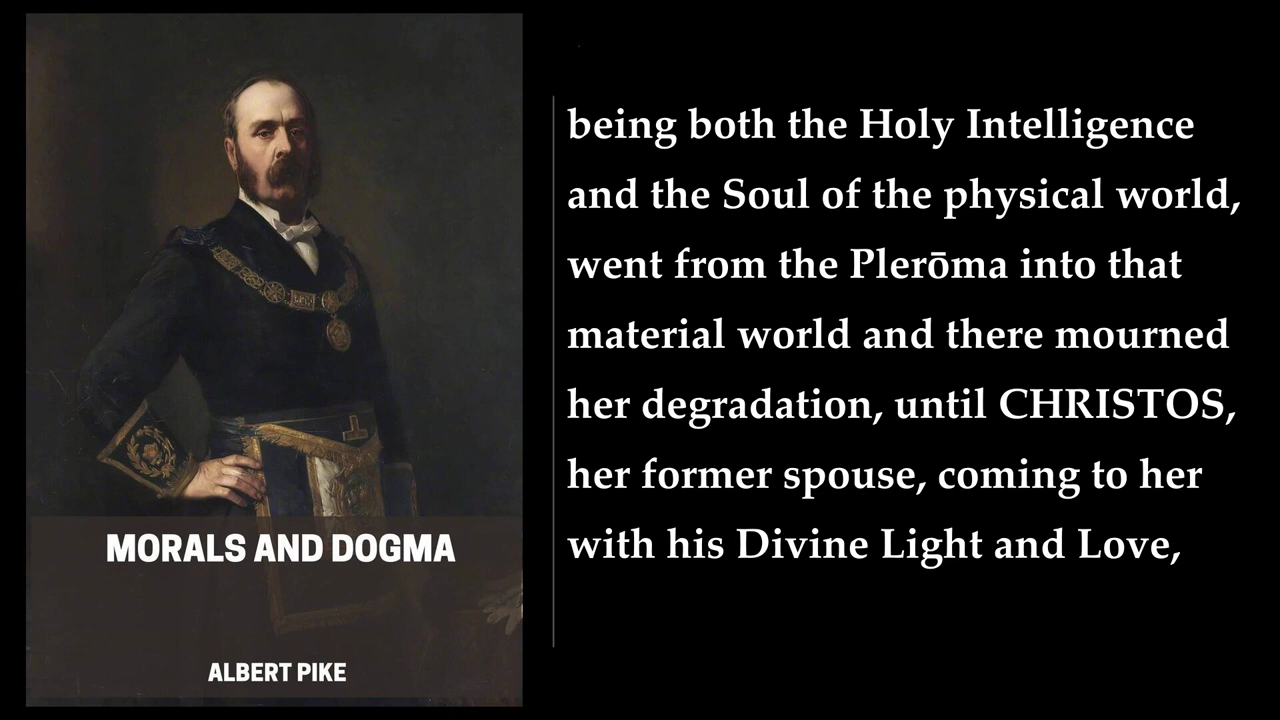 MORALS AND DOGMA
ALBERT PIKE
being both the Holy Intelligence
and the Soul of the physical world,
went from the Plerōma into that
material world and there mourned
her degradation, until CHRISTOS,
her former spouse, coming to her
with his Divine Light and Love,